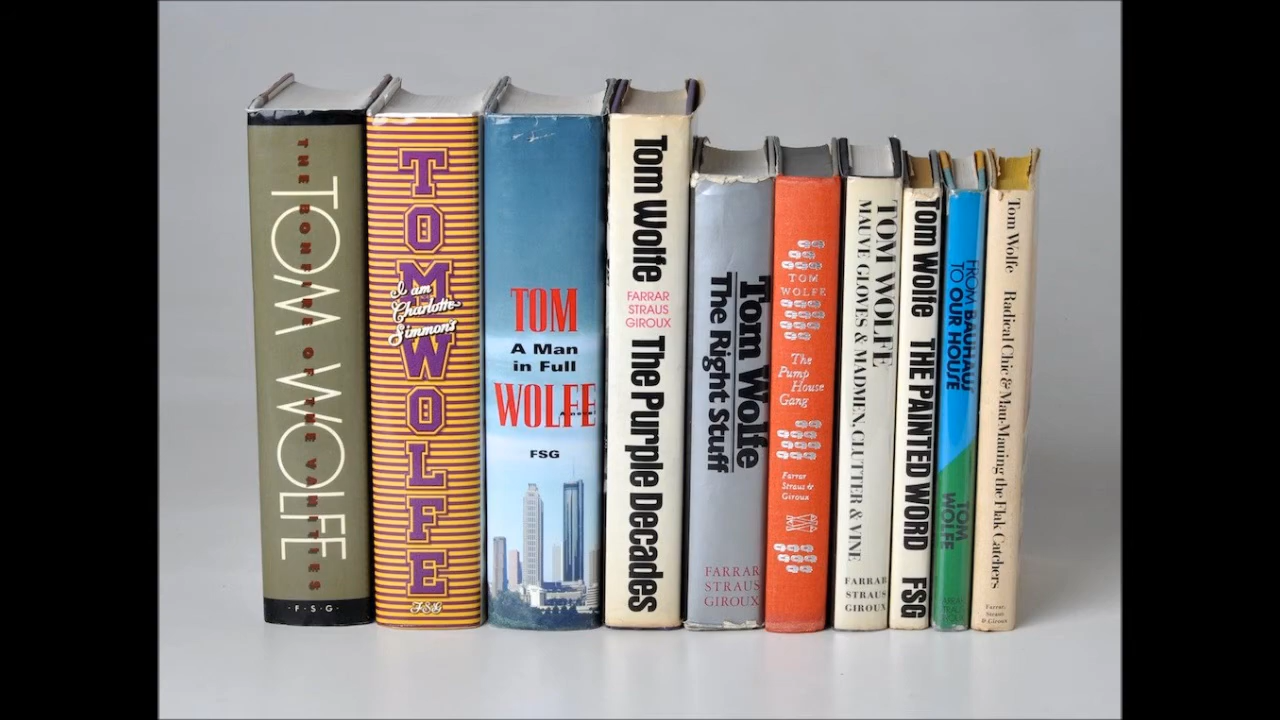 TOM WOLFE
THE BONFIRE OF THE VANITIES
·F·S·G·
TOM WOLFE
I am
Charlotte
Simmons
FSG
TOM
A Man
in Full
WOLFE
FSG
Tom Wolfe
FARRAR
STRAUS
GIROUX
The Purple Decades
Tom Wolfe
The Right Stuff
FARRAR
STRAUS
GIROUX
TOM
WOLFE
The
Pump
House
Gang
Farrar
Straus &
Giroux
TOM WOLFE
MAUVE GLOVES & MADMEN, CLUTTER & VINE
FARRAR
STRAUS
GIROUX
Tom Wolfe THE PAINTED WORD FSG
FROM BAUHAUS
TO OUR HOUSE
TOM
WOLFE
Tom Wolfe Radical Chic & Mau-Mauing the Flak Catchers
Farrar
Straus
& Giroux